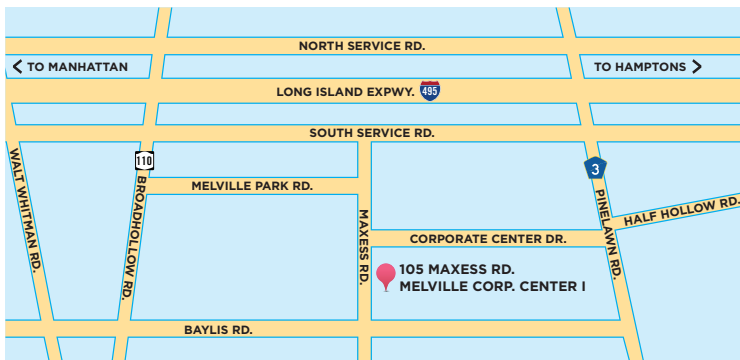 NORTH SERVICE RD.
TO MANHATTAN
TO HAMPTONS
LONG ISLAND EXPWY.
495
SOUTH SERVICE RD.
WALT WHITMAN RD.
110
BROADHOLLOW RD.
MELVILLE PARK RD.
MAXESS RD.
3
PINELAWN RD.
HALF HOLLOW RD.
CORPORATE CENTER DR.
105 MAXESS RD.
MELVILLE CORP. CENTER I
BAYLIS RD.